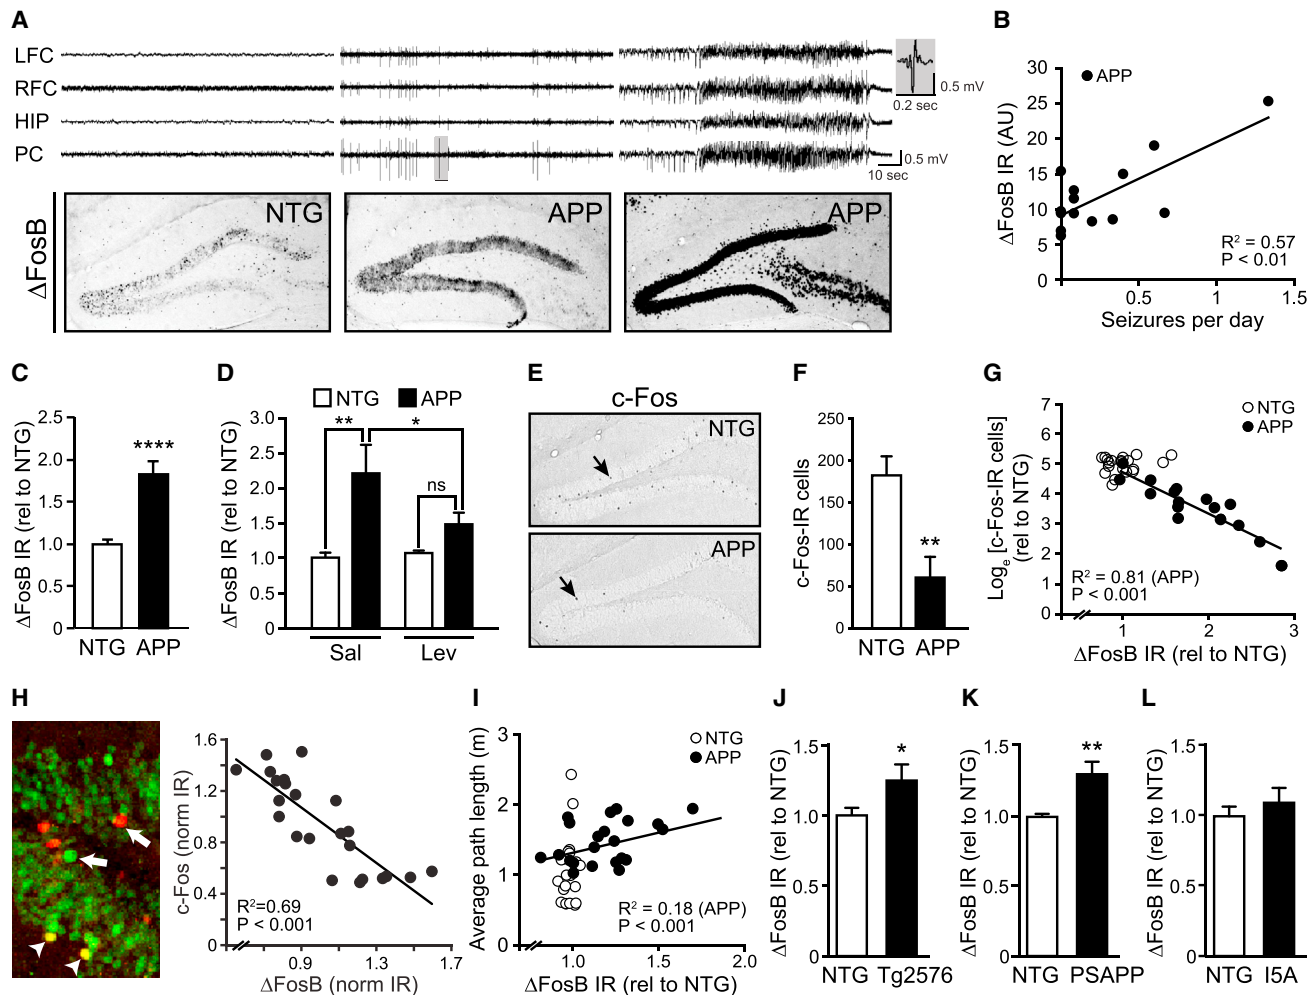 A
LFC
RFC
HIP
PC
0.5 mV
0.2 sec
0.5 mV
10 sec
ΔFosB
NTG
APP
APP
B
ΔFosB IR (AU)
30
25
20
15
10
5
0
APP
R² = 0.57
P < 0.01
0.5
1
1.5
Seizures per day
C
ΔFosB IR (rel to NTG)
2.5
2.0
1.5
1.0
0.5
0
****
NTG APP
D
NTG
APP
ΔFosB IR (rel to NTG)
3.0
2.5
2.0
1.5
1.0
0.5
0
**
*
ns
Sal
Lev
E
c-Fos
NTG
APP
F
c-Fos-IR cells
250
200
150
100
50
0
**
NTG APP
G
Logₑ [c-Fos-IR cells]
(rel to NTG)
7
6
5
4
3
2
1
0
NTG
APP
R² = 0.81 (APP)
P < 0.001
1
2
3
ΔFosB IR (rel to NTG)
H
c-Fos (norm IR)
1.6
1.2
0.8
0.4
0
R²=0.69
P < 0.001
0.9
1.3
1.7
ΔFosB (norm IR)
I
Average path length (m)
3
2
1
0
NTG
APP
R² = 0.18 (APP)
P < 0.001
1.0
1.5
2.0
ΔFosB IR (rel to NTG)
J
ΔFosB IR (rel to NTG)
1.5
1.0
0.5
0
*
NTG Tg2576
K
ΔFosB IR (rel to NTG)
1.5
1.0
0.5
0
**
NTG PSAPP
L
ΔFosB IR (rel to NTG)
1.5
1.0
0.5
0
NTG I5A